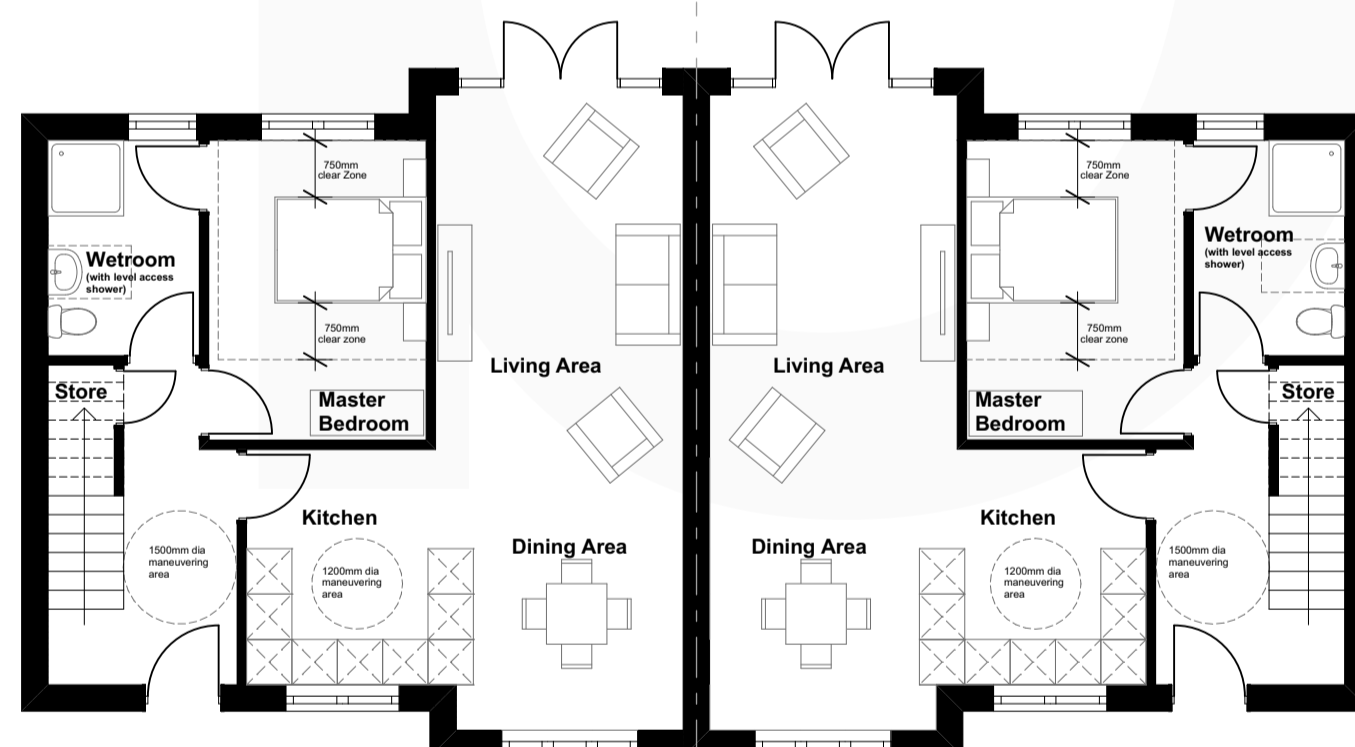 750mm
clear Zone
Wetroom
(with level access
shower)
750mm
clear zone
Living Area
Store
Master
Bedroom
Kitchen
Dining Area
1500mm dia
maneuvering
area
1200mm dia
maneuvering
area
750mm
clear Zone
Wetroom
(with level access
shower)
750mm
clear zone
Living Area
Master
Bedroom
Store
Kitchen
Dining Area
1200mm dia
maneuvering
area
1500mm dia
maneuvering
area